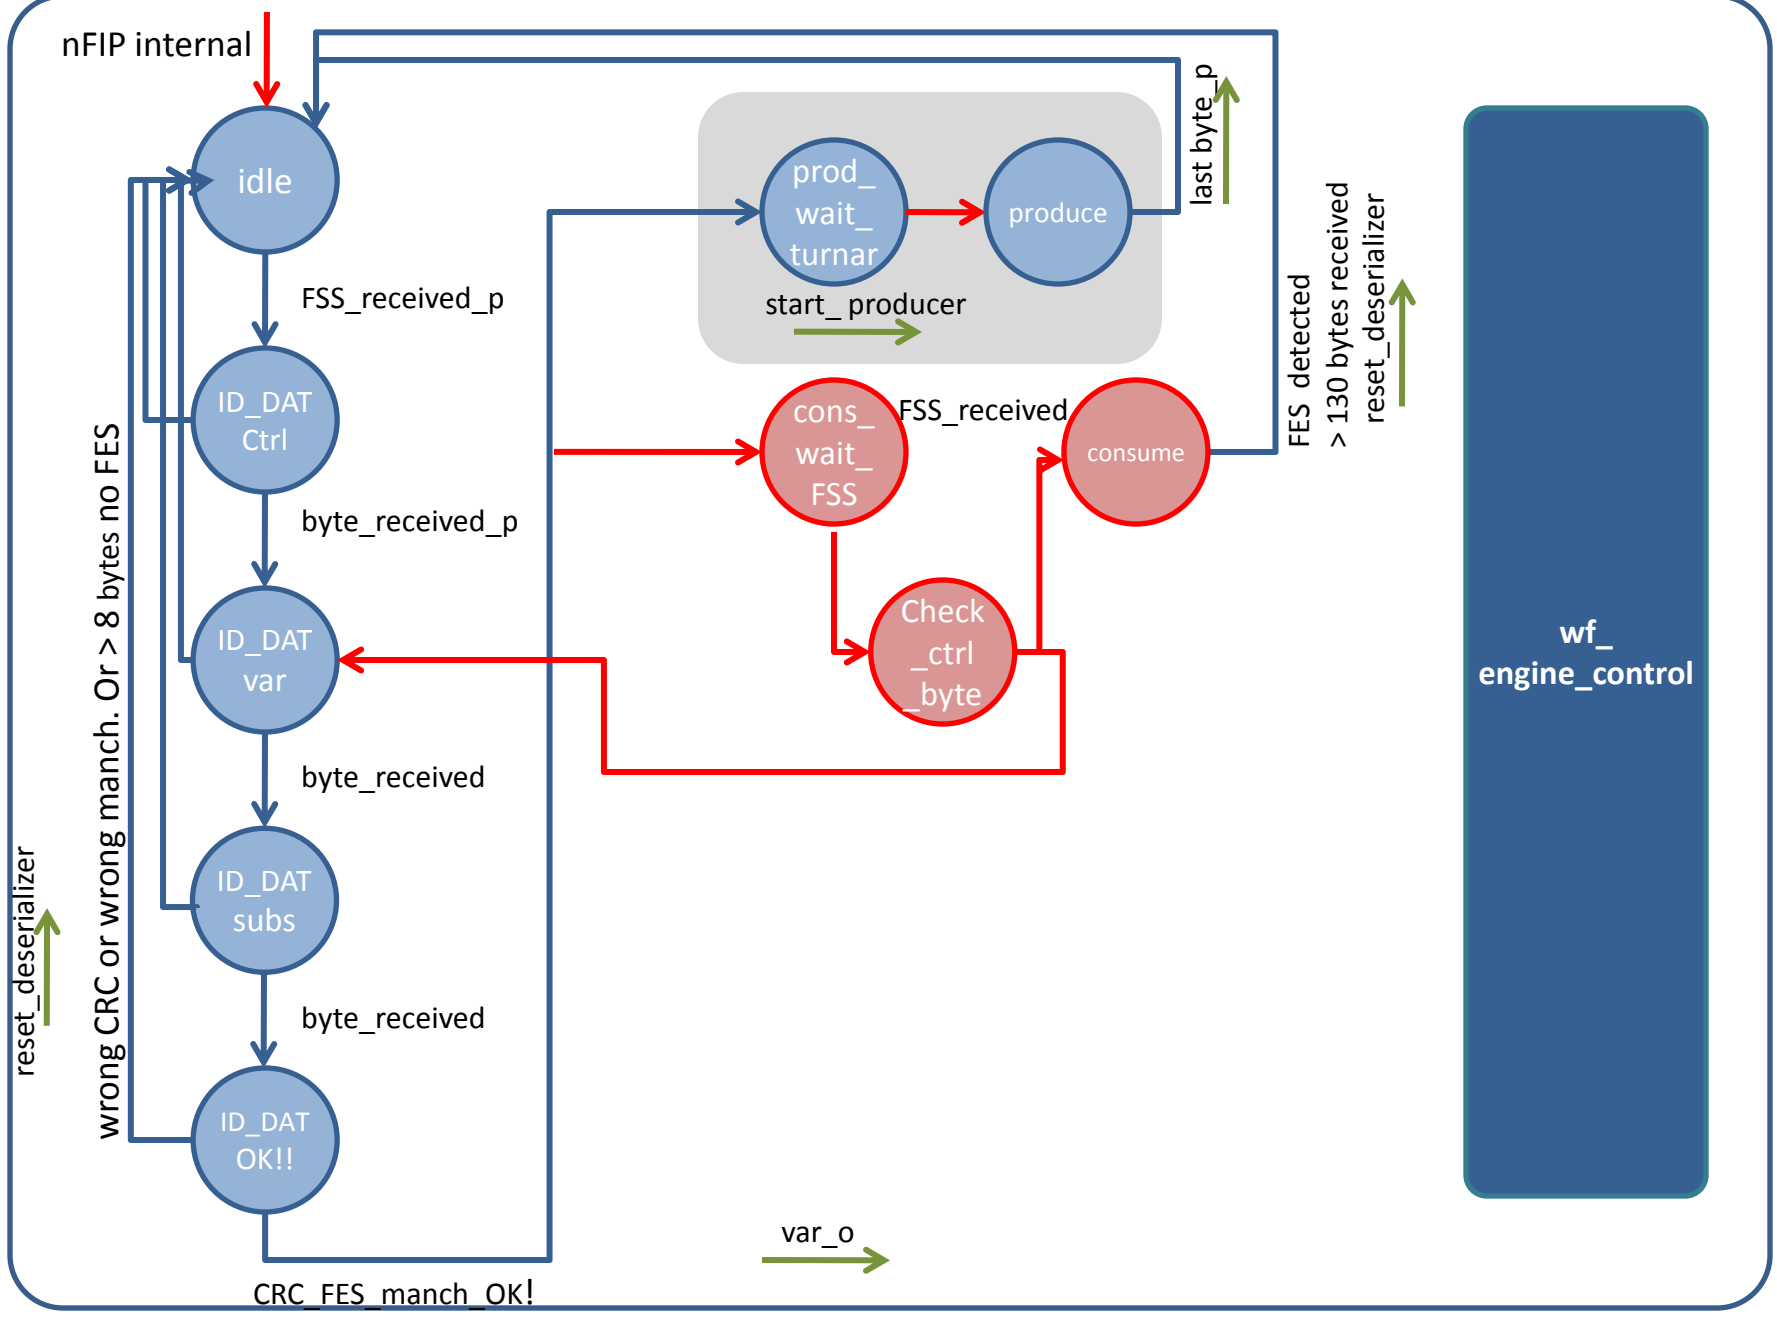 nFIP internal
idle
FSS_received_p
ID_DAT
Ctrl
byte_received_p
ID_DAT
var
byte_received
ID_DAT
subs
byte_received
ID_DAT
OK!!
CRC_FES_manch_OK!
wrong CRC or wrong manch. Or > 8 bytes no FES
reset_deserializer
prod_
wait_
turnar
produce
start_ producer
last byte_p
cons_
wait_
FSS
FSS_received
consume
Check
_ctrl
_byte
FES  detected
> 130 bytes received
reset_deserializer
var_o
wf_
engine_control